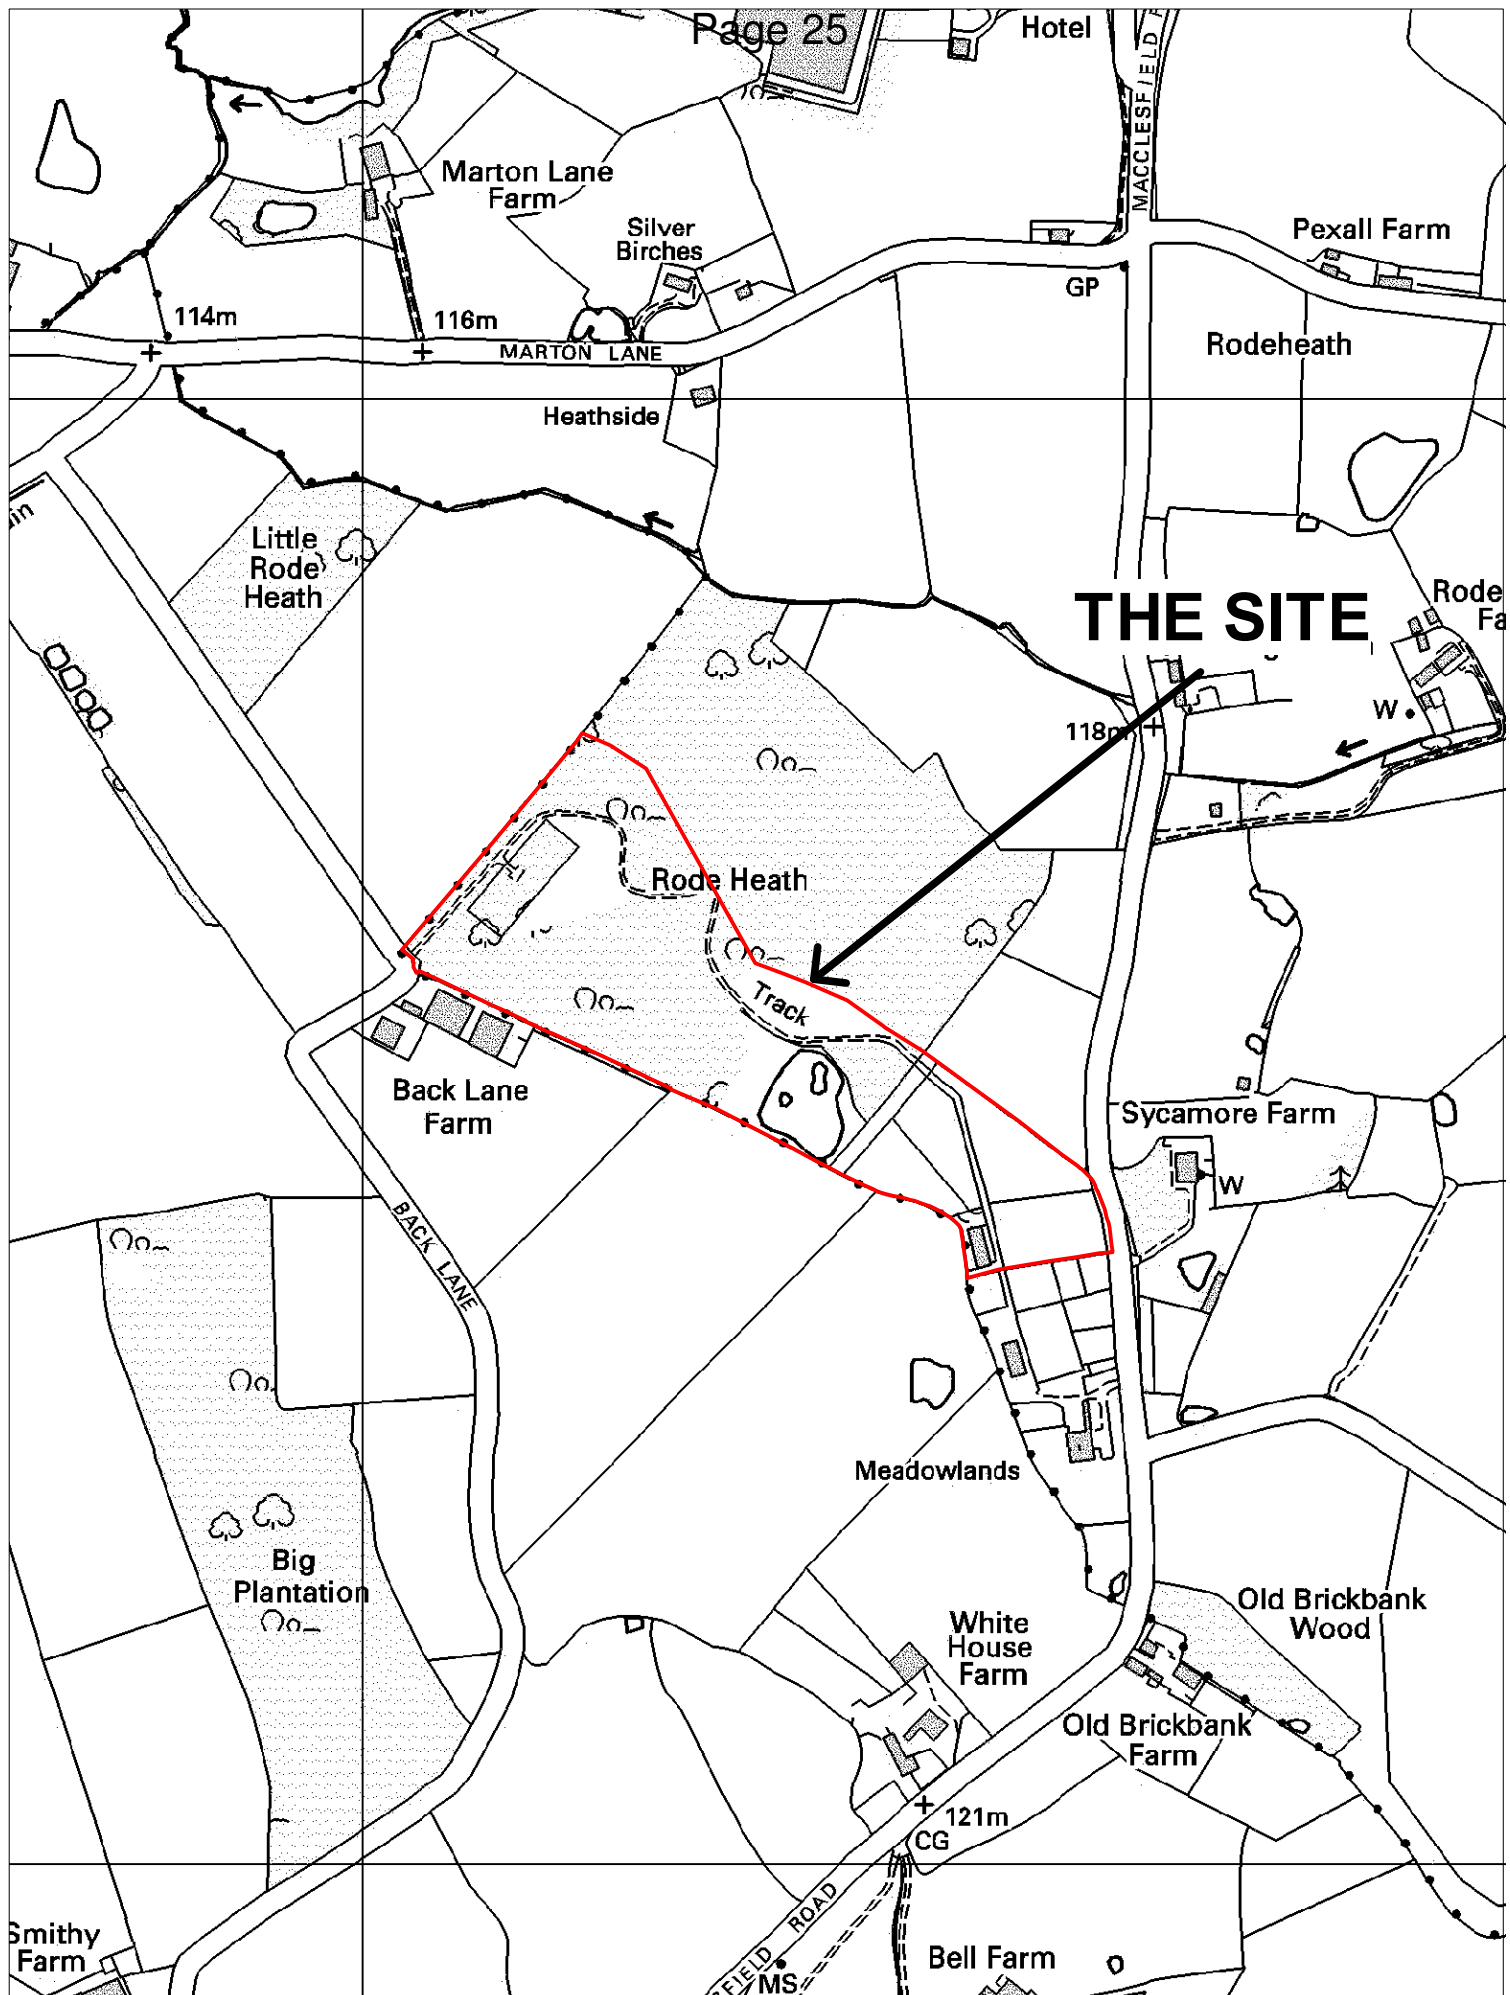 Page 25
Hotel
MACCLESFIELD
Marton Lane
Farm
Silver
Birches
Pexall Farm
GP
114m
116m
MARTON LANE
Rodeheath
Heathside
Little
Rode
Heath
THE SITE
Rode
Fa
W
118m
Rode Heath
Track
Back Lane
Farm
Sycamore Farm
W
BACK LANE
Meadowlands
Big
Plantation
Old Brickbank
Wood
White
House
Farm
Old Brickbank
Farm
121m
CG
Smithy
Farm
FIELD ROAD
MS
Bell Farm